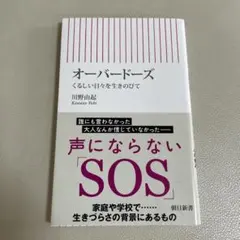 オーバードーズ
くるしい日々を生きのびて
川野由起
Kawano Yuki
誰にも言わなかった
大人なんか信じていなかった――
声にならない
「SOS」
家庭や学校で……
生きづらさの背景にあるもの
朝日新書